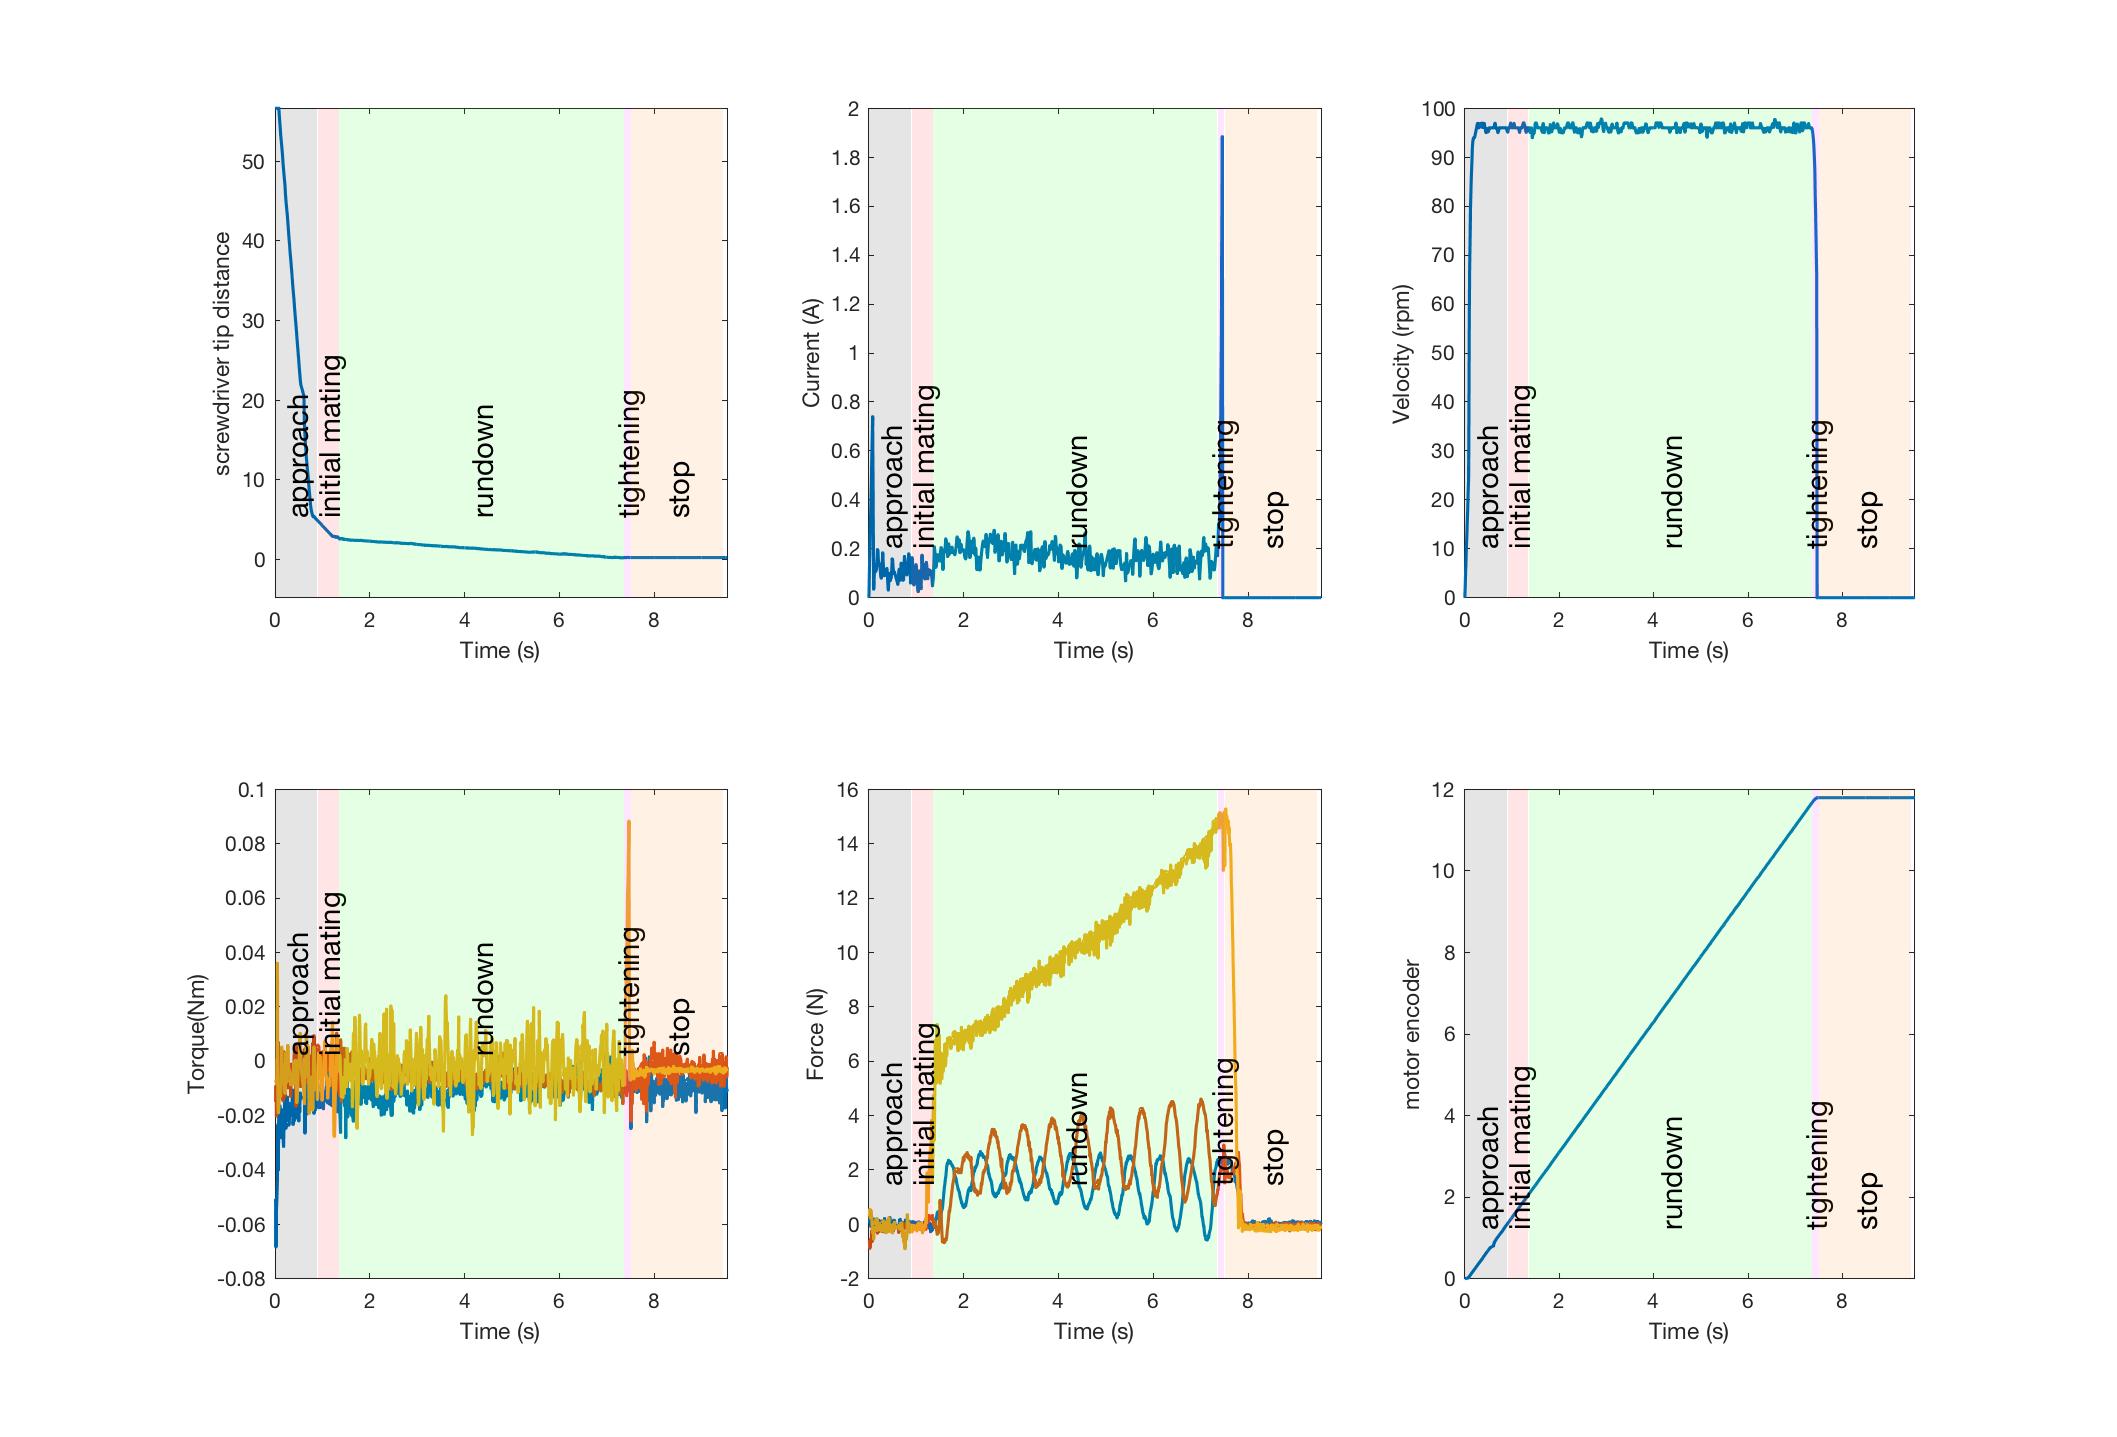 50
40
30
20
10
0
screwdriver tip distance
approach
initial mating
rundown
tightening
stop
0 2 4 6 8
Time (s)
2
1.8
1.6
1.4
1.2
1
0.8
0.6
0.4
0.2
0
Current (A)
approach
initial mating
rundown
tightening
stop
0 2 4 6 8
Time (s)
100
90
80
70
60
50
40
30
20
10
0
Velocity (rpm)
approach
initial mating
rundown
tightening
stop
0 2 4 6 8
Time (s)
0.1
0.08
0.06
0.04
0.02
0
-0.02
-0.04
-0.06
-0.08
Torque(Nm)
approach
initial mating
rundown
tightening
stop
0 2 4 6 8
Time (s)
16
14
12
10
8
6
4
2
0
-2
Force (N)
approach
initial mating
rundown
tightening
stop
0 2 4 6 8
Time (s)
12
10
8
6
4
2
0
motor encoder
approach
initial mating
rundown
tightening
stop
0 2 4 6 8
Time (s)